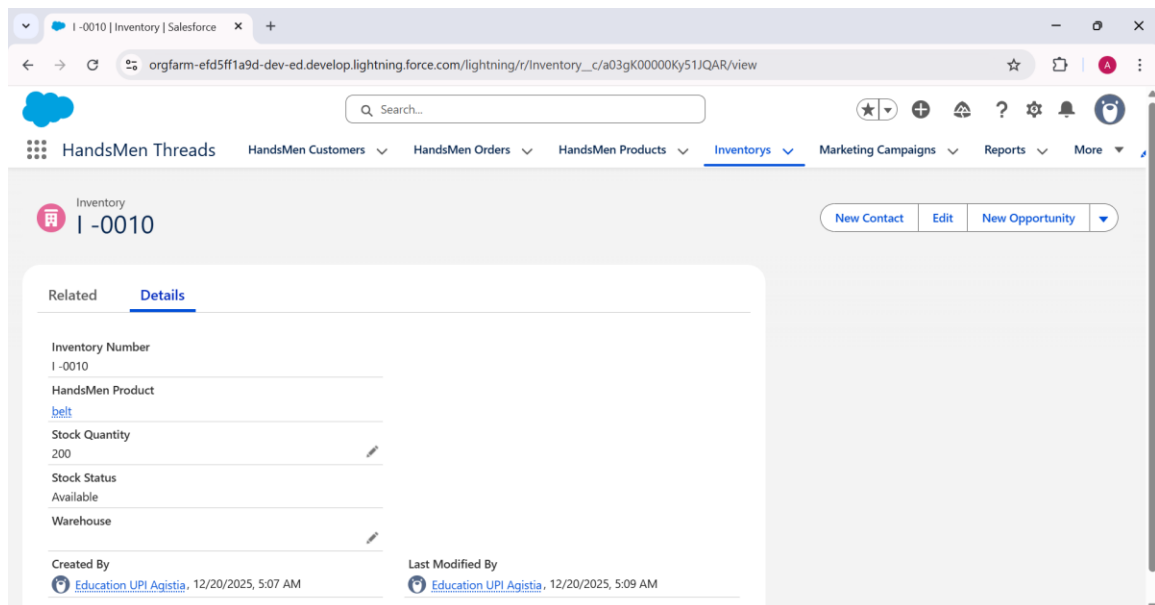 I -0010 | Inventory | Salesforce
orgfarm-efd5ff1a9d-dev-ed.develop.lightning.force.com/lightning/r/Inventory__c/a03gK00000Ky51JQAR/view
A
Search...
HandsMen Threads HandsMen Customers HandsMen Orders HandsMen Products Inventorys Marketing Campaigns Reports More
Inventory
I -0010
New Contact Edit New Opportunity
Related Details
Inventory Number
I -0010
HandsMen Product
belt
Stock Quantity
200
Stock Status
Available
Warehouse
Created By
Education UPI Agistia, 12/20/2025, 5:07 AM
Last Modified By
Education UPI Agistia, 12/20/2025, 5:09 AM